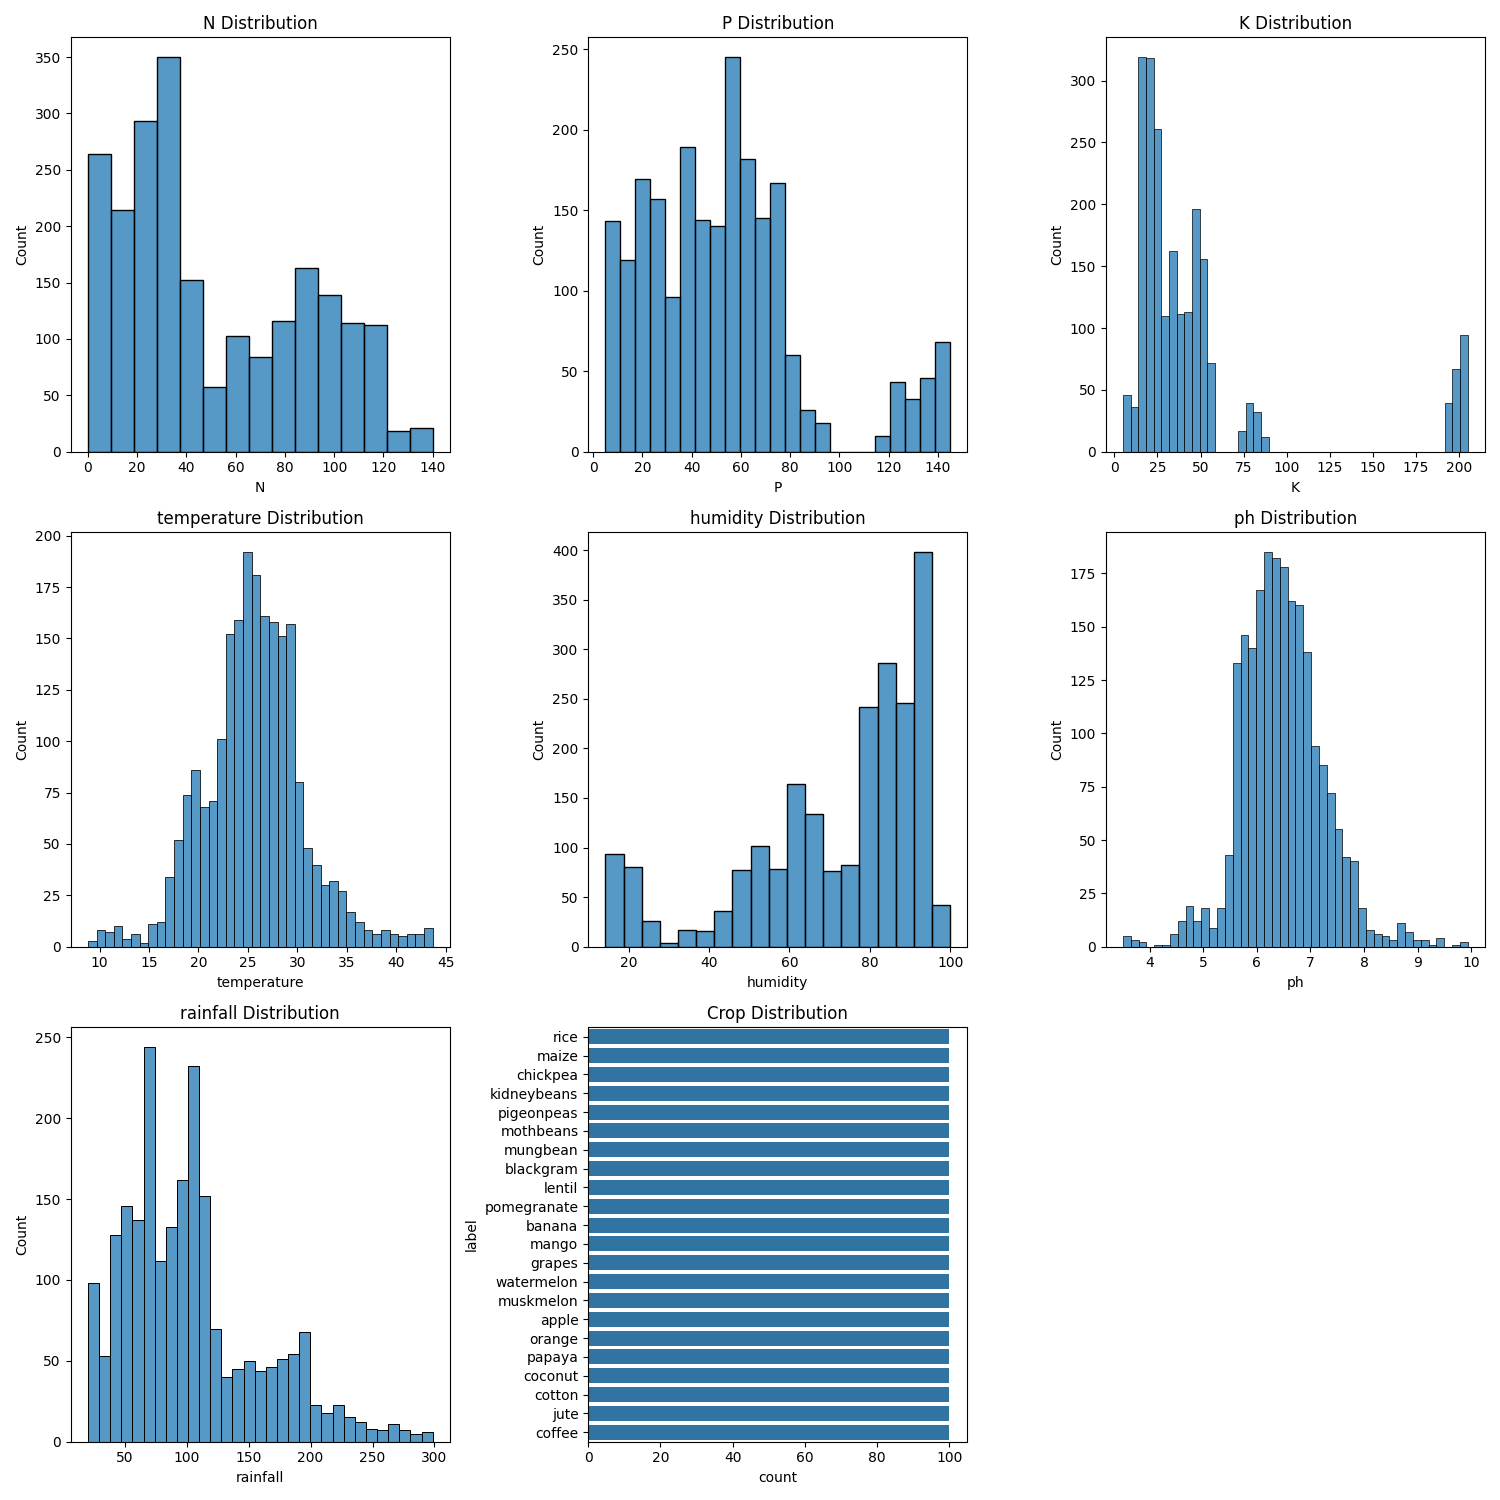 N Distribution
350
300
250
200
150
100
50
0
Count
0 20 40 60 80 100 120 140
N
P Distribution
250
200
150
100
50
0
Count
0 20 40 60 80 100 120 140
P
K Distribution
300
250
200
150
100
50
0
Count
0 25 50 75 100 125 150 175 200
K
temperature Distribution
200
175
150
125
100
75
50
25
0
Count
10 15 20 25 30 35 40 45
temperature
humidity Distribution
400
350
300
250
200
150
100
50
0
Count
20 40 60 80 100
humidity
ph Distribution
175
150
125
100
75
50
25
0
Count
4 5 6 7 8 9 10
ph
rainfall Distribution
250
200
150
100
50
0
Count
50 100 150 200 250 300
rainfall
Crop Distribution
rice
maize
chickpea
kidneybeans
pigeonpeas
mothbeans
mungbean
blackgram
lentil
pomegranate
banana
mango
grapes
watermelon
muskmelon
apple
orange
papaya
coconut
cotton
jute
coffee
label
0 20 40 60 80 100
count